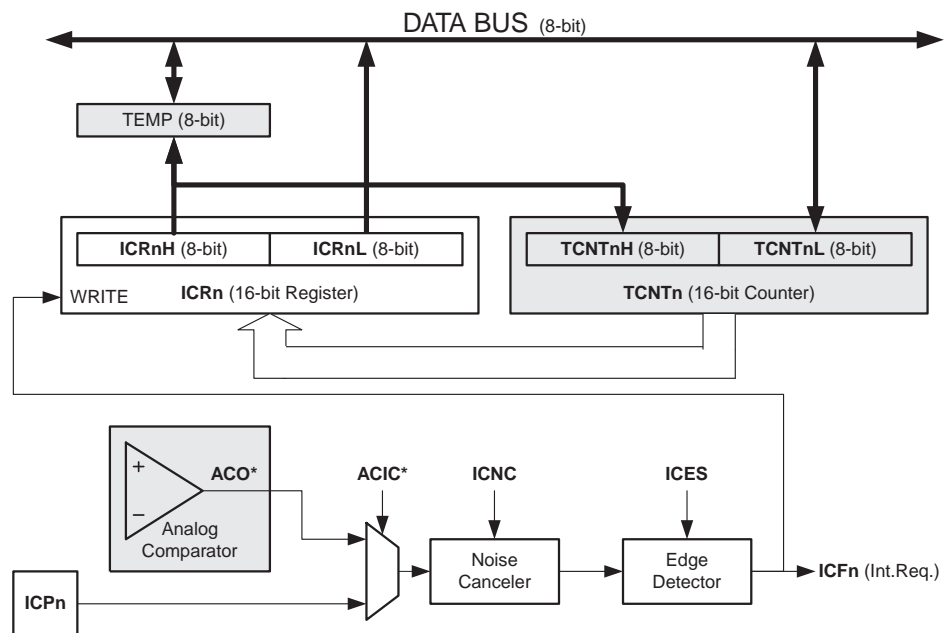 DATA BUS (8-bit)
TEMP (8-bit)
ICRnH (8-bit) ICRnL (8-bit)
TCNTnH (8-bit) TCNTnL (8-bit)
WRITE
ICRn (16-bit Register)
TCNTn (16-bit Counter)
+
−
ACO*
Analog
Comparator
ACIC*
ICNC
ICES
Noise
Canceler
Edge
Detector
ICFn (Int.Req.)
ICPn